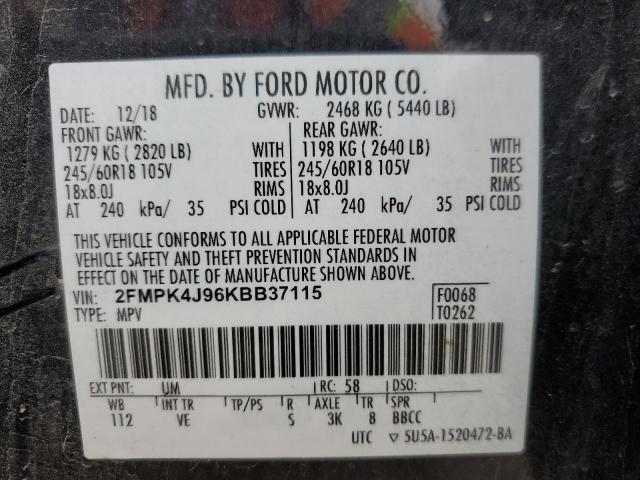 MFD. BY FORD MOTOR CO.
DATE: 12/18 GVWR: 2468 KG ( 5440 LB)
FRONT GAWR: REAR GAWR:
1279 KG ( 2820 LB) WITH 1198 KG ( 2640 LB) WITH
245/60R18 105V TIRES 245/60R18 105V TIRES
18x8.0J RIMS 18x8.0J RIMS
AT 240 kPa/ 35 PSI COLD AT 240 kPa/ 35 PSI COLD
THIS VEHICLE CONFORMS TO ALL APPLICABLE FEDERAL MOTOR
VEHICLE SAFETY AND THEFT PREVENTION STANDARDS IN
EFFECT ON THE DATE OF MANUFACTURE SHOWN ABOVE.
VIN: 2FMPK4J96KBB37115 F0068
TYPE: MPV T0262
EXT PNT: UM RC: 58 DSO:
WB INT TR TP/PS R AXLE TR SPR
112 VE S 3K 8 BBCC
UTC ▽ 5U5A-1520472-BA